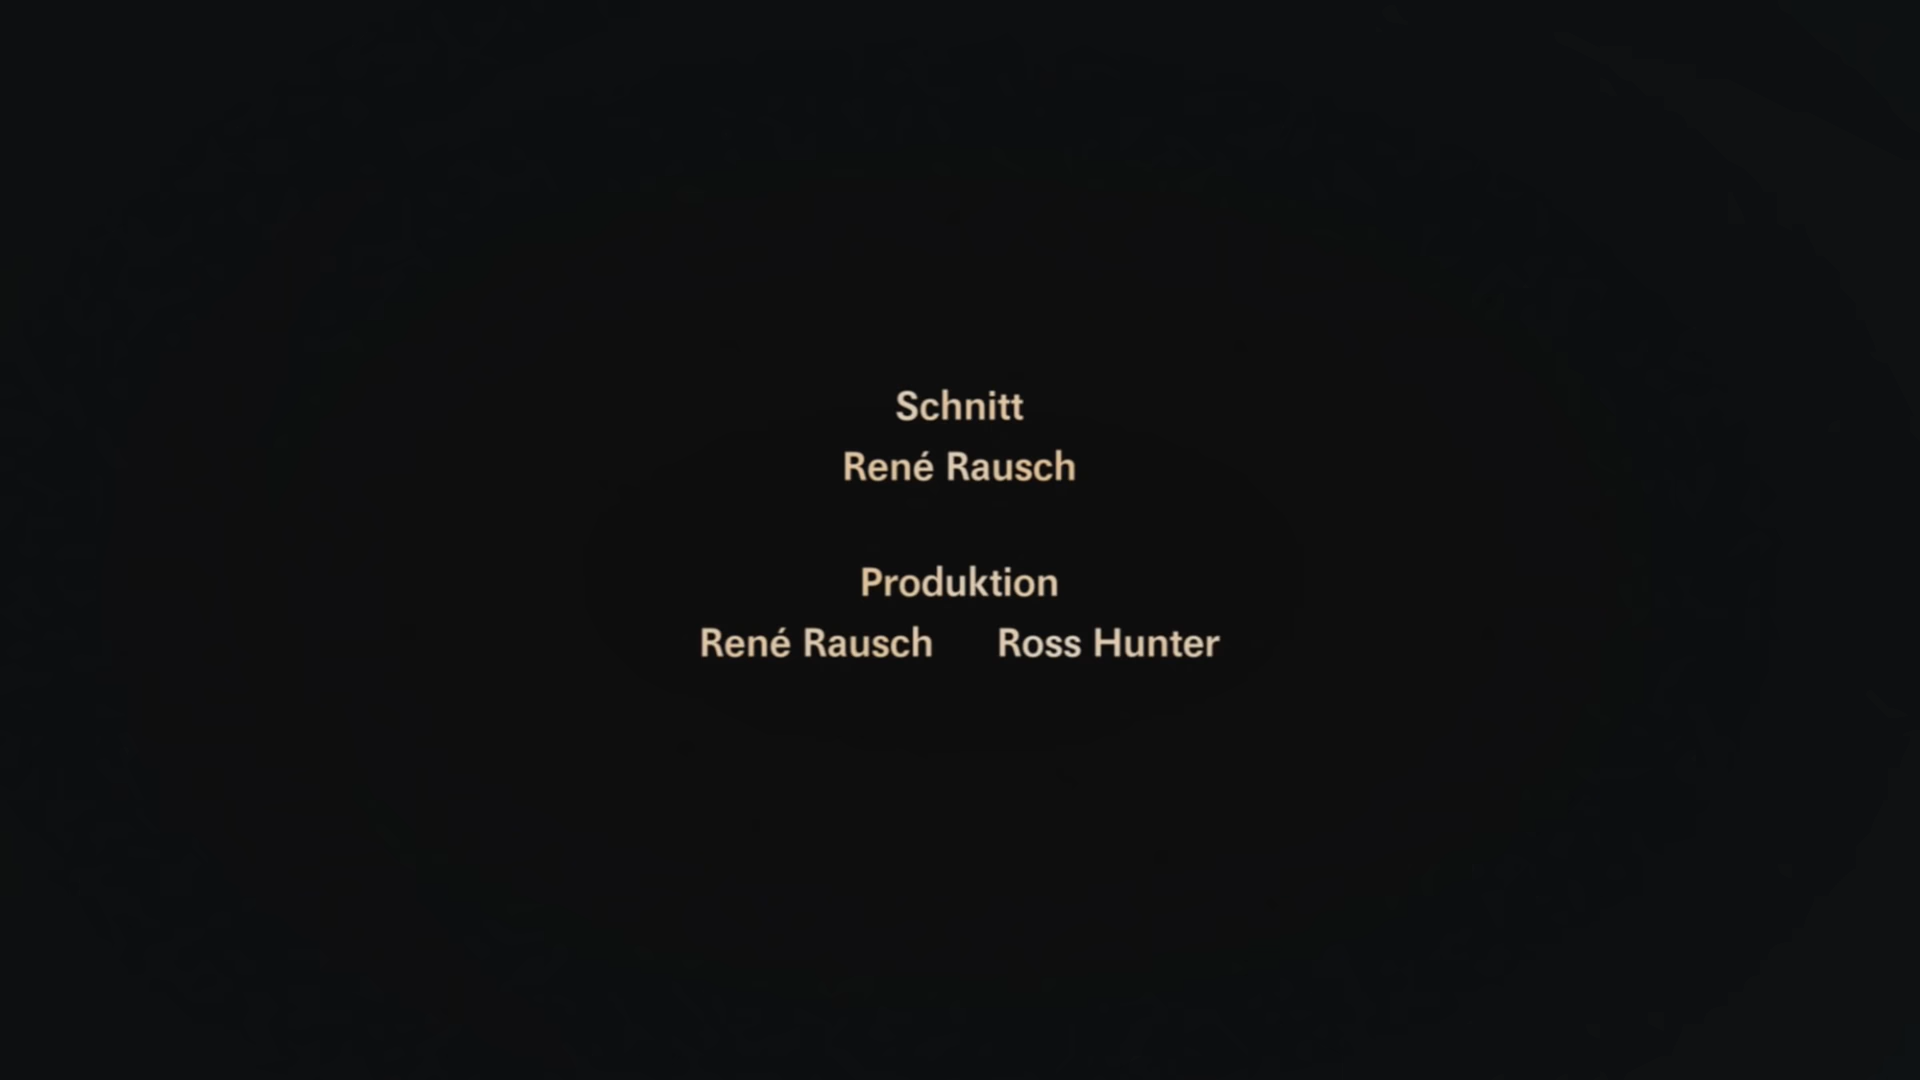 Schnitt
René Rausch
Produktion
René Rausch Ross Hunter